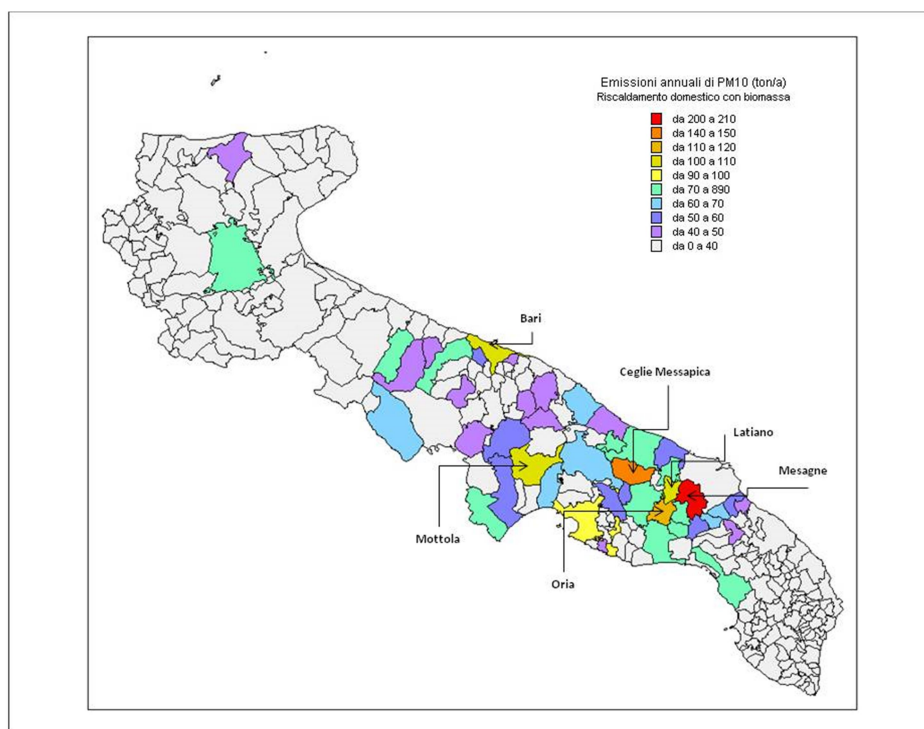 Emissioni annuali di PM10 (ton/a)
Riscaldamento domestico con biomassa
da 200 a 210
da 140 a 150
da 110 a 120
da 100 a 110
da 90 a 100
da 70 a 890
da 60 a 70
da 50 a 60
da 40 a 50
da 0 a 40
Bari
Ceglie Messapica
Latiano
Mesagne
Mottola
Oria